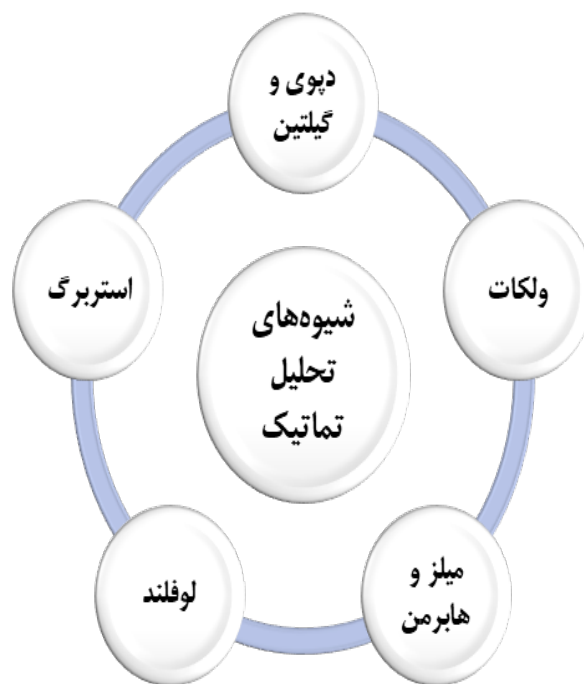 دپوی و
گیلتین
ولکات
استربرگ
شیوه‌های
تحلیل
تماتیک
میلز و
هابرمن
لوفلند